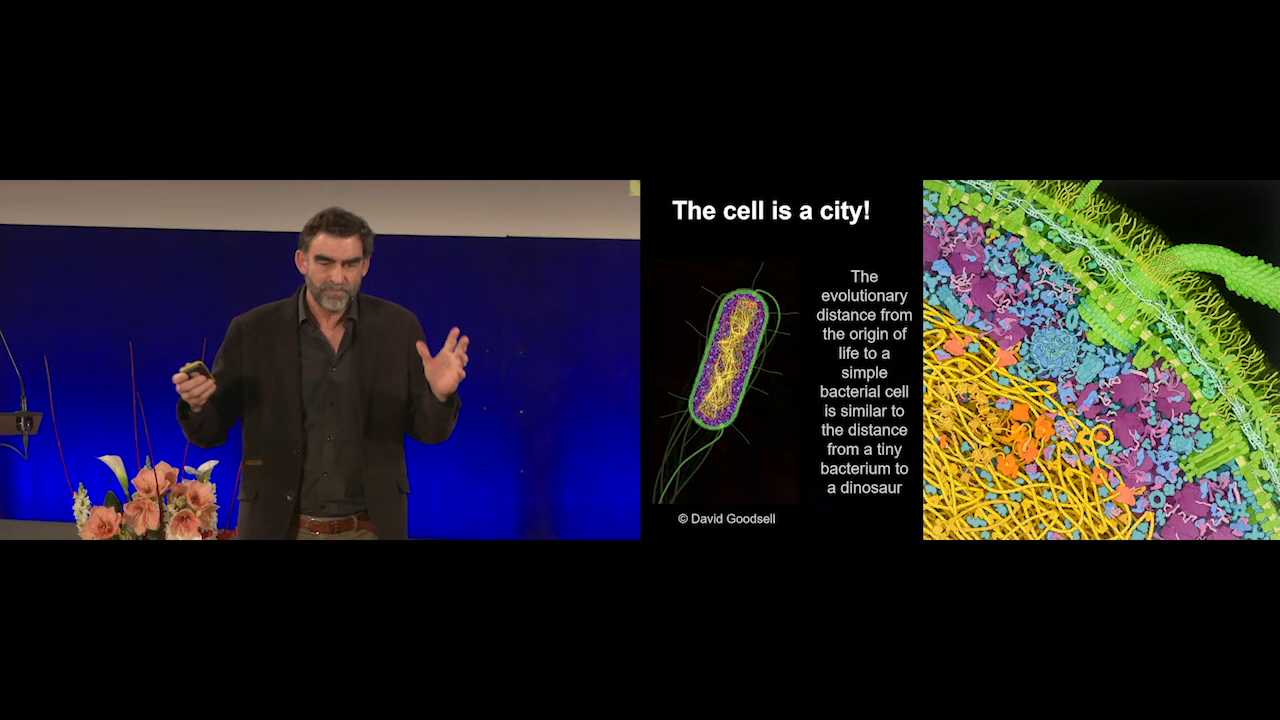 The cell is a city!
The
evolutionary
distance from
the origin of
life to a
simple
bacterial cell
is similar to
the distance
from a tiny
bacterium to
a dinosaur
© David Goodsell